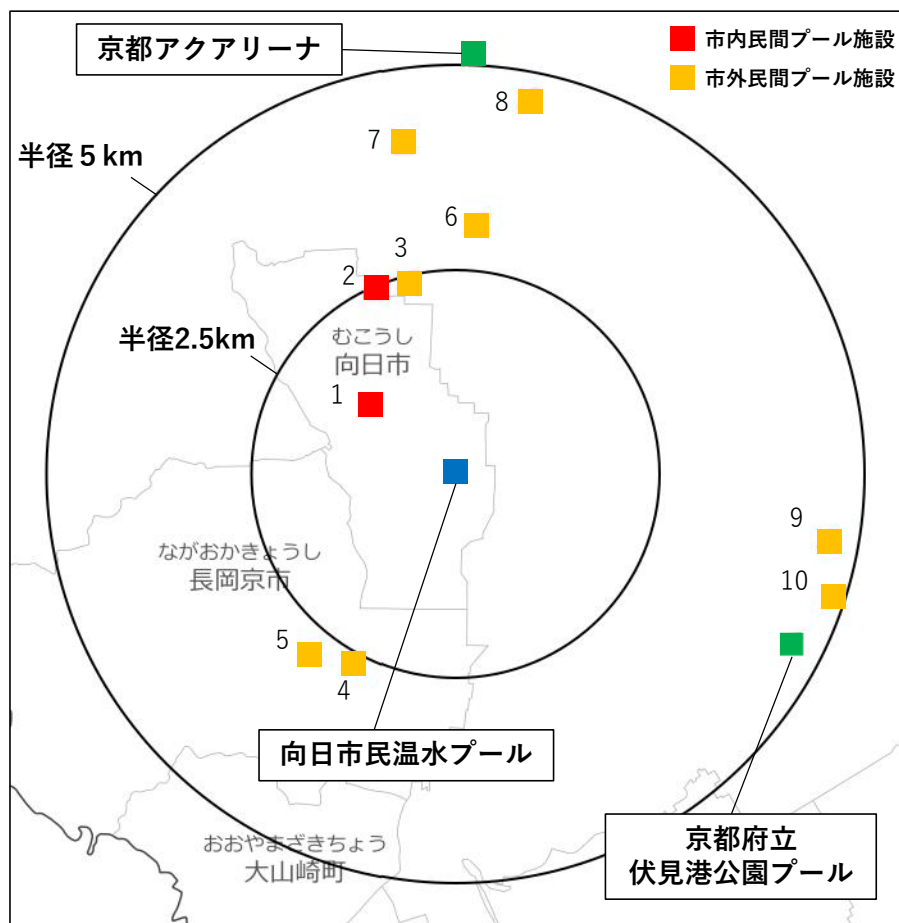 京都アクアリーナ
市内民間プール施設
市外民間プール施設
8
7
半径５km
6
3
2
半径2.5km
むこうし
向日市
1
9
ながおかきょうし
長岡京市
10
5
4
向日市民温水プール
おおやまざきちょう
大山崎町
京都府立
伏見港公園プール